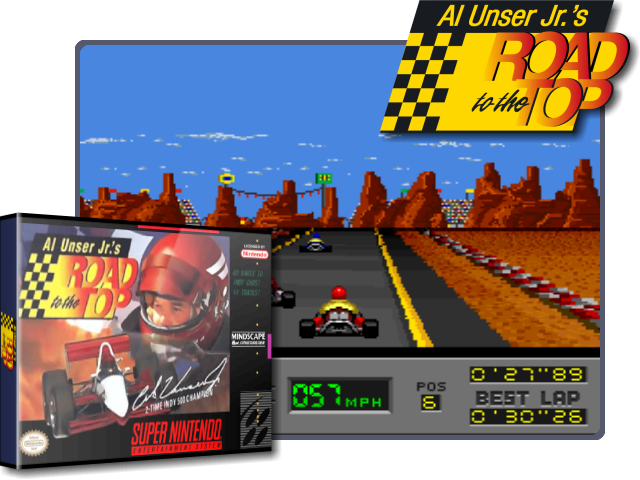 Al Unser Jr.'s
ROAD
to the
TOP
Al Unser Jr.'s
ROAD
to the
TOP
LICENSED BY
Nintendo
MINDSCAPE
2-TIME INDY 500 CHAMPION
SUPER NINTENDO
ENTERTAINMENT SYSTEM
057 MPH
POS
6
0'27"89
BEST LAP
0'30"26